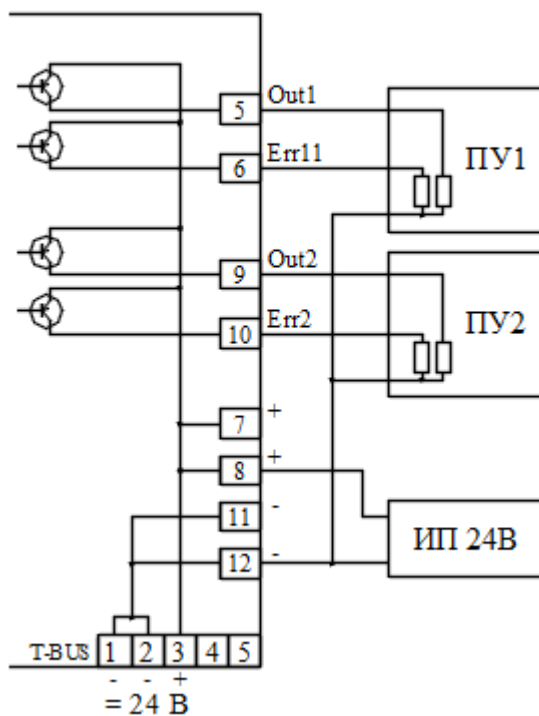 5 Out1
ПУ1
6 Err11
9 Out2
ПУ2
10 Err2
7 +
8 +
11 -
ИП 24В
12 -
T-BUS 1 2 3 4 5
- - +
= 24 В